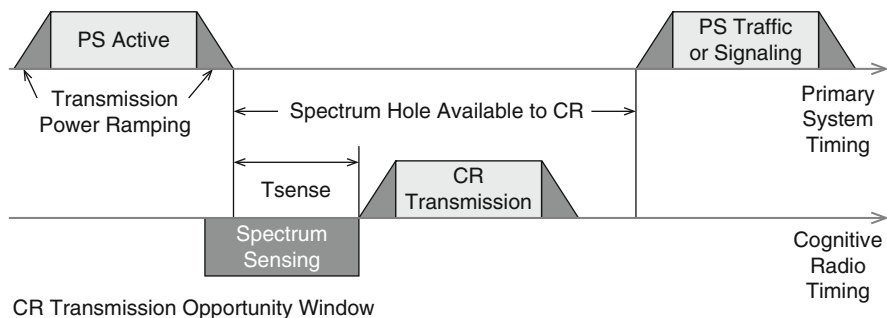 PS Active
PS Traffic
or Signaling
Transmission
Power Ramping
Spectrum Hole Available to CR
Primary
System
Timing
Tsense
CR
Transmission
Spectrum
Sensing
Cognitive
Radio
Timing
CR Transmission Opportunity Window